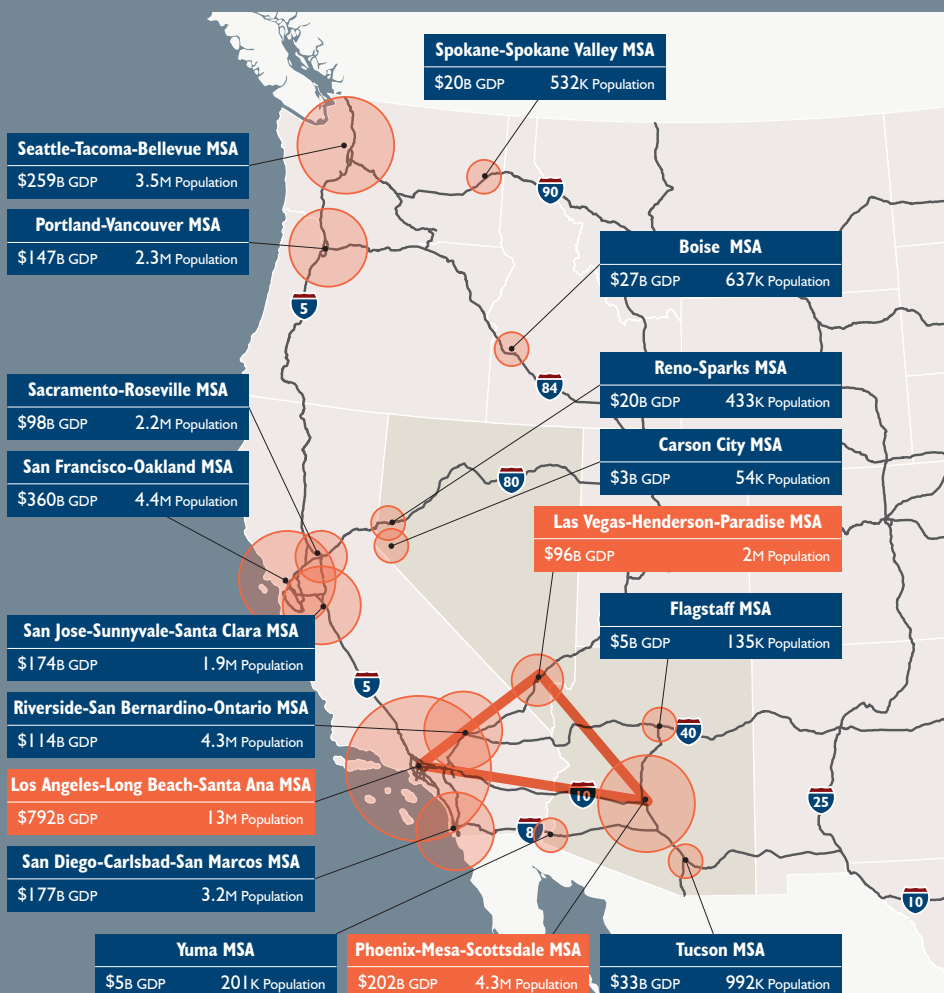 Spokane-Spokane Valley MSA
$20B GDP 532K Population
Seattle-Tacoma-Bellevue MSA
$259B GDP 3.5M Population
90
Portland-Vancouver MSA
$147B GDP 2.3M Population
Boise MSA
$27B GDP 637K Population
5
Reno-Sparks MSA
$20B GDP 433K Population
84
Sacramento-Roseville MSA
$98B GDP 2.2M Population
Carson City MSA
$3B GDP 54K Population
San Francisco-Oakland MSA
$360B GDP 4.4M Population
80
Las Vegas-Henderson-Paradise MSA
$96B GDP 2M Population
Flagstaff MSA
$5B GDP 135K Population
San Jose-Sunnyvale-Santa Clara MSA
$174B GDP 1.9M Population
5
Riverside-San Bernardino-Ontario MSA
$114B GDP 4.3M Population
40
Los Angeles-Long Beach-Santa Ana MSA
$792B GDP 13M Population
10
25
8
San Diego-Carlsbad-San Marcos MSA
$177B GDP 3.2M Population
10
Yuma MSA
$5B GDP 201K Population
Phoenix-Mesa-Scottsdale MSA
$202B GDP 4.3M Population
Tucson MSA
$33B GDP 992K Population